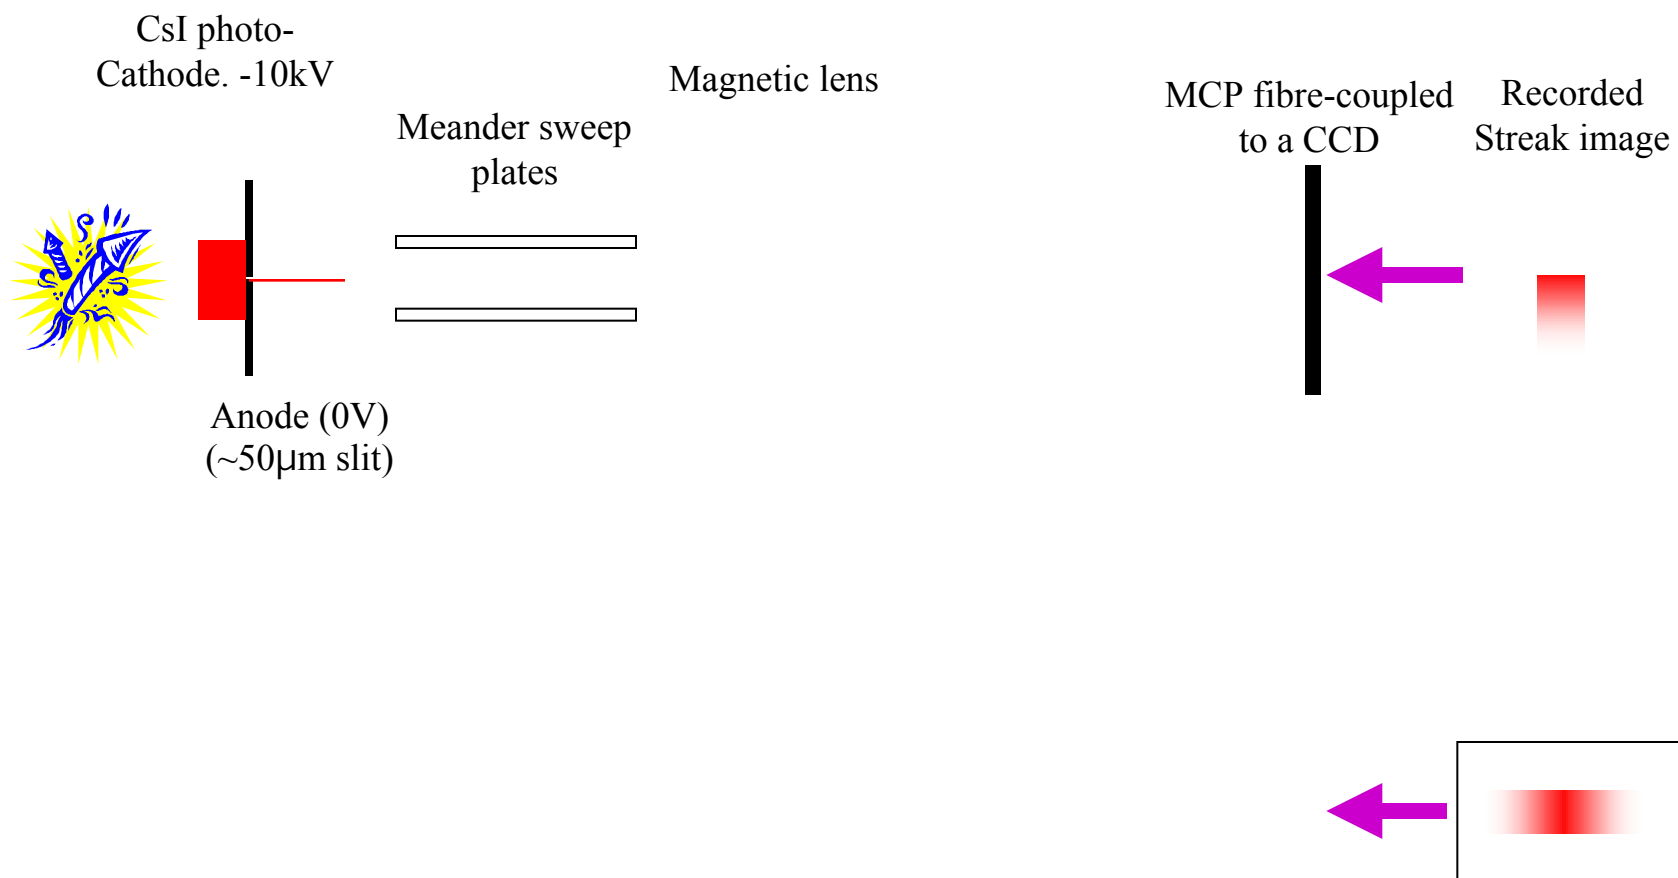 CsI photo-
Cathode. -10kV
Magnetic lens
MCP fibre-coupled
to a CCD
Recorded
Streak image
Meander sweep
plates
Anode (0V)
(~50μm slit)